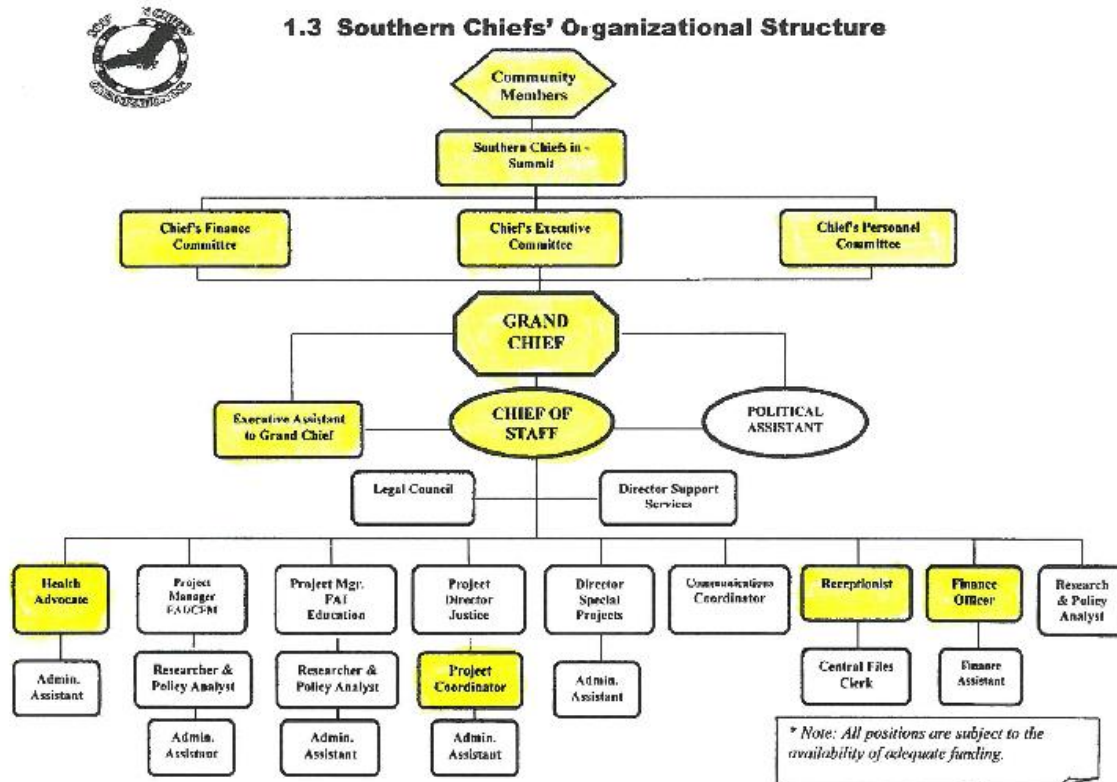 1.3 Southern Chiefs' Organizational Structure
Community
Members
Southern Chiefs in -
Summit
Chief's Finance
Committee
Chief's Executive
Committee
Chief's Personnel
Committee
GRAND
CHIEF
Executive Assistant
to Grand Chief
CHIEF OF
STAFF
POLITICAL
ASSISTANT
Legal Council
Director Support
Services
Health
Advocate
Project
Manager
Project Mgr.
FAI
Education
Project
Director
Justice
Director
Special
Projects
Communications
Coordinator
Receptionist
Finance
Officer
Research
& Policy
Analyst
Admin.
Assistant
Researcher &
Policy Analyst
Researcher &
Policy Analyst
Project
Coordinator
Admin.
Assistant
Central Files
Clerk
Finance
Assistant
Admin.
Assistant
Admin.
Assistant
Admin.
Assistant
* Note: All positions are subject to the
availability of adequate funding.